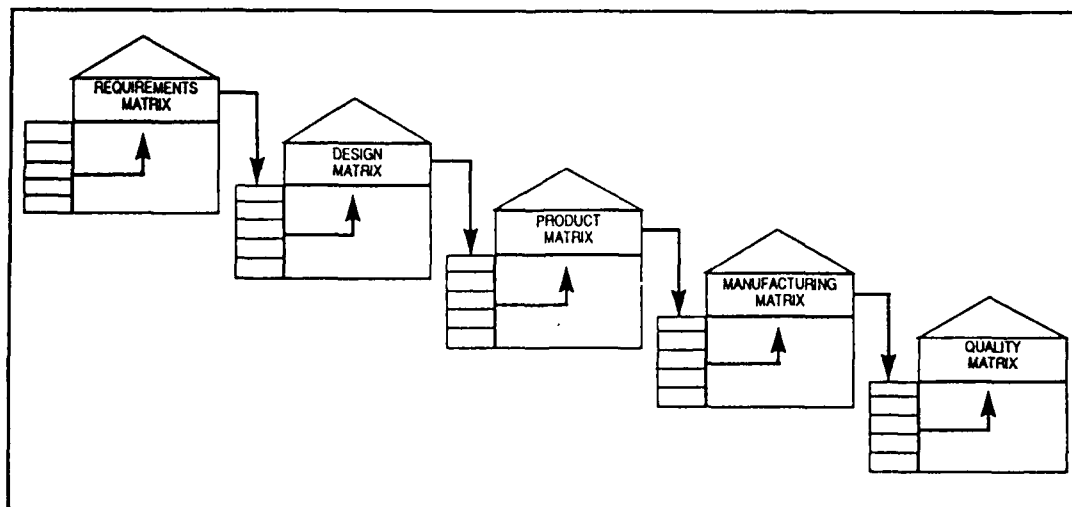 REQUIREMENTS
MATRIX
DESIGN
MATRIX
PRODUCT
MATRIX
MANUFACTURING
MATRIX
QUALITY
MATRIX